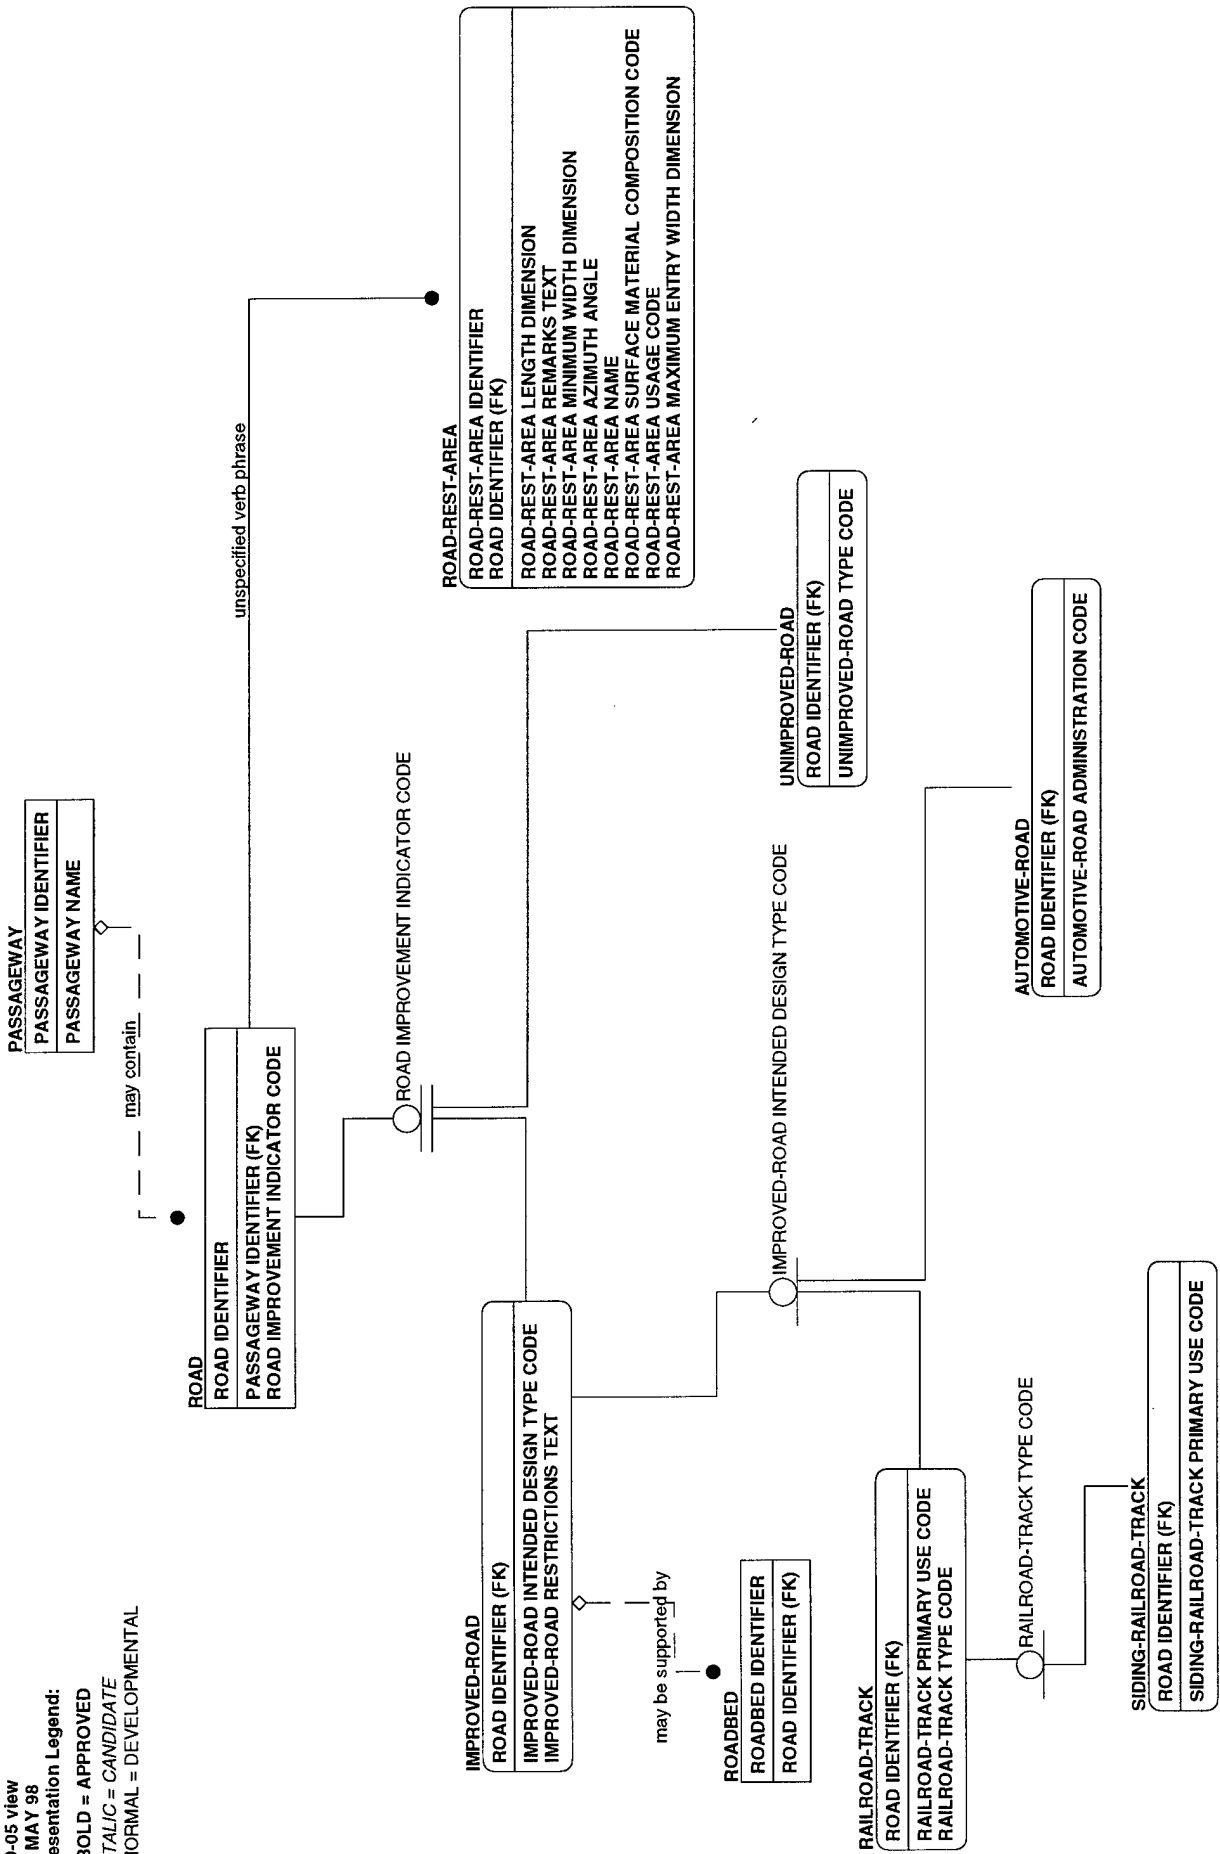 0-05 view
MAY 98
esentation Legend:
BOLD = APPROVED
TALIC = CANDIDATE
NORMAL = DEVELOPMENTAL
PASSAGEWAY
PASSAGEWAY IDENTIFIER
PASSAGEWAY NAME
may contain
ROAD
ROAD IDENTIFIER
PASSAGEWAY IDENTIFIER (FK)
ROAD IMPROVEMENT INDICATOR CODE
unspecified verb phrase
ROAD IMPROVEMENT INDICATOR CODE
ROAD-REST-AREA
ROAD-REST-AREA IDENTIFIER
ROAD IDENTIFIER (FK)
ROAD-REST-AREA LENGTH DIMENSION
ROAD-REST-AREA REMARKS TEXT
ROAD-REST-AREA MINIMUM WIDTH DIMENSION
ROAD-REST-AREA AZIMUTH ANGLE
ROAD-REST-AREA NAME
ROAD-REST-AREA SURFACE MATERIAL COMPOSITION CODE
ROAD-REST-AREA USAGE CODE
ROAD-REST-AREA MAXIMUM ENTRY WIDTH DIMENSION
IMPROVED-ROAD
ROAD IDENTIFIER (FK)
IMPROVED-ROAD INTENDED DESIGN TYPE CODE
IMPROVED-ROAD RESTRICTIONS TEXT
may be supported by
ROADBED
ROADBED IDENTIFIER
ROAD IDENTIFIER (FK)
IMPROVED-ROAD INTENDED DESIGN TYPE CODE
UNIMPROVED-ROAD
ROAD IDENTIFIER (FK)
UNIMPROVED-ROAD TYPE CODE
RAILROAD-TRACK
ROAD IDENTIFIER (FK)
RAILROAD-TRACK PRIMARY USE CODE
RAILROAD-TRACK TYPE CODE
RAILROAD-TRACK TYPE CODE
AUTOMOTIVE-ROAD
ROAD IDENTIFIER (FK)
AUTOMOTIVE-ROAD ADMINISTRATION CODE
SIDING-RAILROAD-TRACK
ROAD IDENTIFIER (FK)
SIDING-RAILROAD-TRACK PRIMARY USE CODE